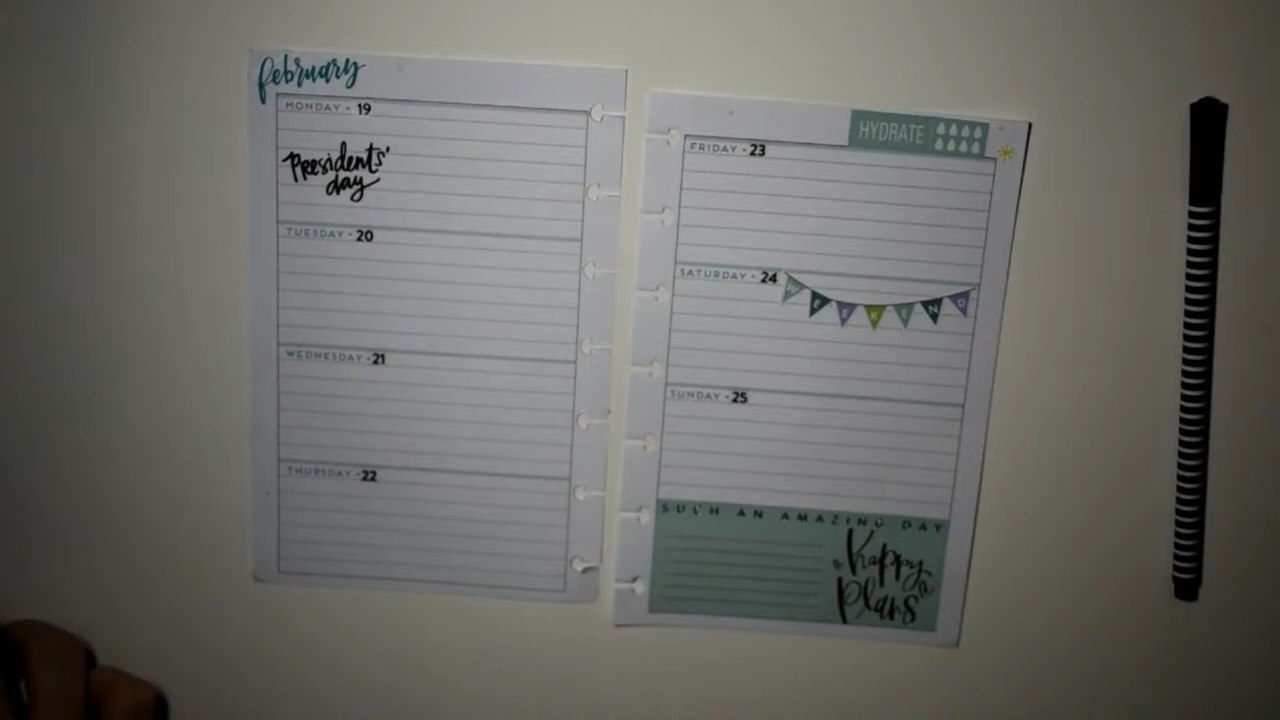 february
MONDAY - 19
Presidents'
day
TUESDAY - 20
WEDNESDAY - 21
THURSDAY - 22
HYDRATE
FRIDAY - 23
SATURDAY - 24
WEEKEND
SUNDAY - 25
SUCH AN AMAZING DAY
Happy
Plans